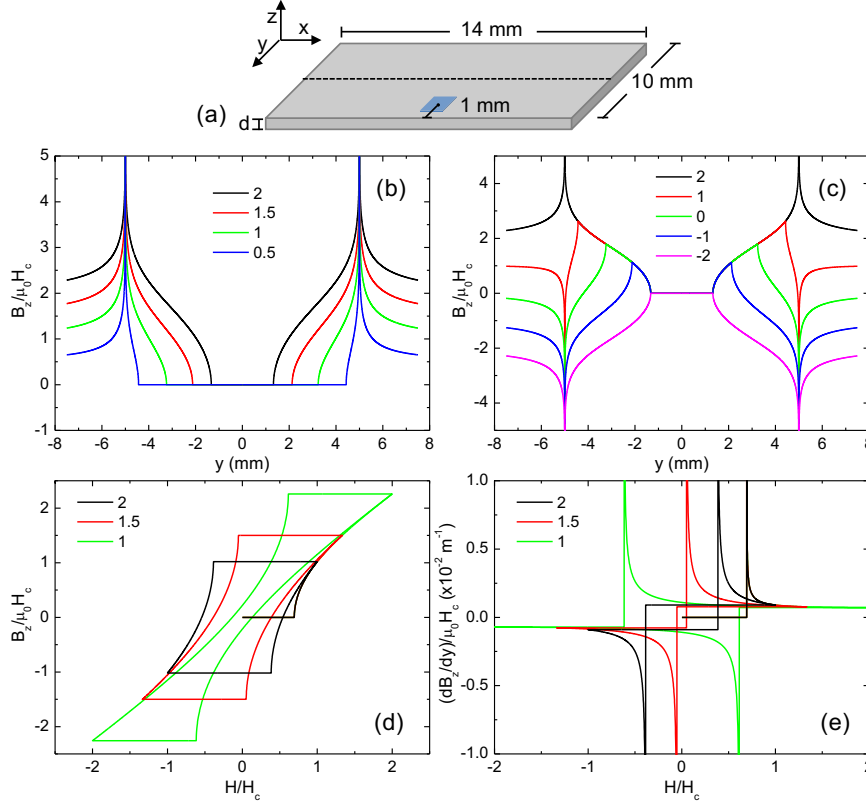 z
y
x
14 mm
10 mm
1 mm
d
(a)
5
4
3
2
1
0
-1
B_z/μ_0H_c
2
1.5
1
0.5
(b)
-8 -6 -4 -2 0 2 4 6 8
y (mm)
4
2
0
-2
-4
B_z/μ_0H_c
2
1
0
-1
-2
(c)
-8 -6 -4 -2 0 2 4 6 8
y (mm)
2
1
0
-1
-2
B_z/μ_0H_c
2
1.5
1
(d)
-2 -1 0 1 2
H/H_c
1.0
0.5
0.0
-0.5
-1.0
(dB_z/dy)/μ_0H_c (x10^-2 m^-1)
2
1.5
1
(e)
-2 -1 0 1 2
H/H_c